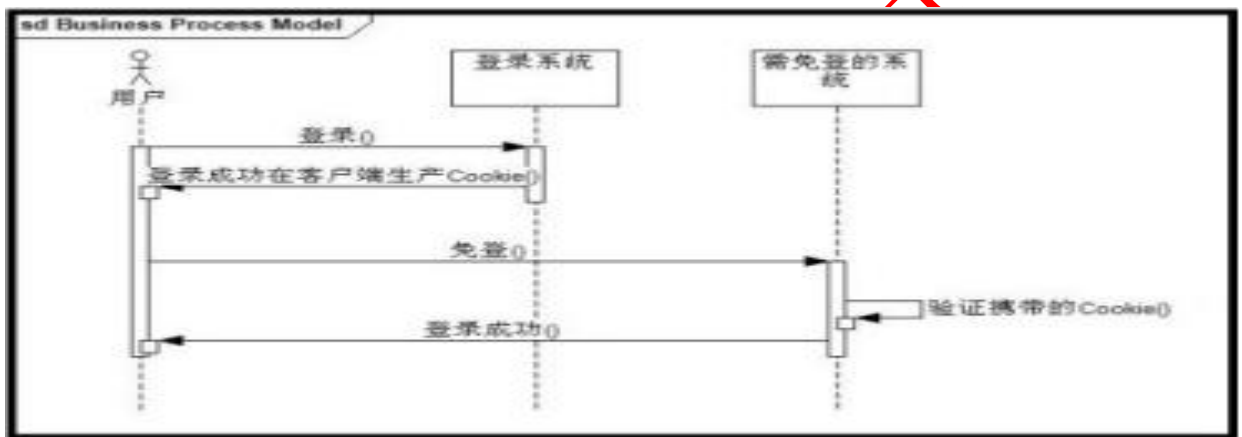 sd Business Process Model
用户
登录系统
需免登的系
统
登录()
登录成功在客户端生产Cookie()
免登()
验证携带的Cookie()
登录成功()